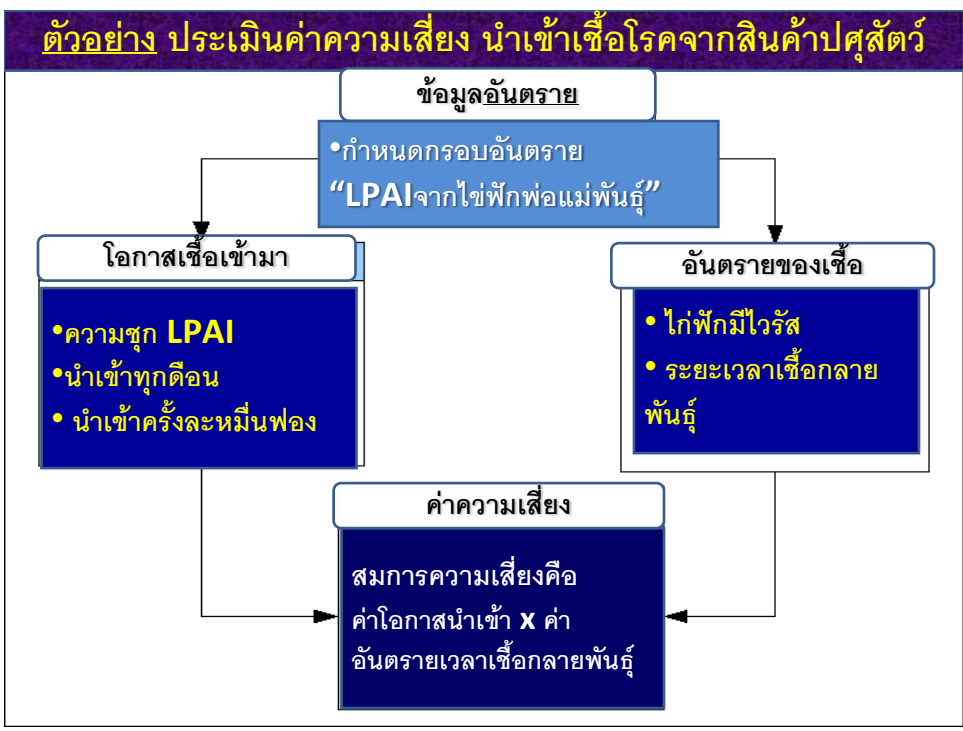 ตัวอย่าง ประเมินค่าความเสี่ยง นำเข้าเชื้อโรคจากสินค้าปศุสัตว์
ข้อมูลอันตราย
•กำหนดกรอบอันตราย
“LPAIจากไข่ฟักพ่อแม่พันธุ์”
โอกาสเชื้อเข้ามา
•ความชุก LPAI
•นำเข้าทุกดือน
• นำเข้าครั้งละหมื่นฟอง
อันตรายของเชื้อ
• ไก่ฟักมีไวรัส
• ระยะเวลาเชื้อกลาย
พันธุ์
ค่าความเสี่ยง
สมการความเสี่ยงคือ
ค่าโอกาสนำเข้า x ค่า
อันตรายเวลาเชื้อกลายพันธุ์